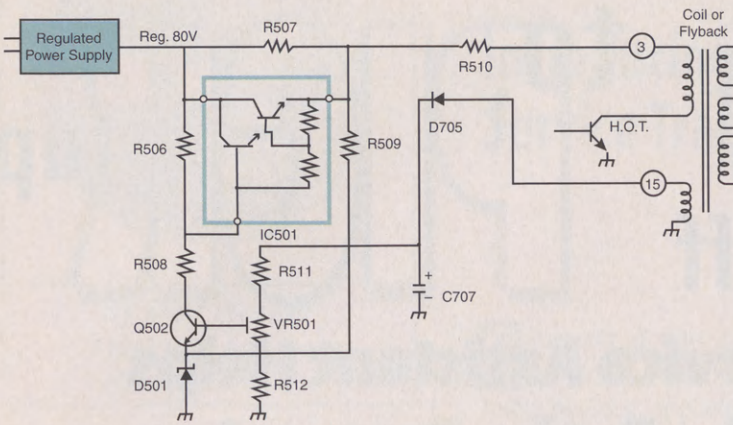 Coil or
Flyback
R507
Regulated
Power Supply
Reg. 80V
3
R510
H.O.T.
D705
R506
R509
15
IC501
R508
R511
+
−
C707
Q502
VR501
D501
R512